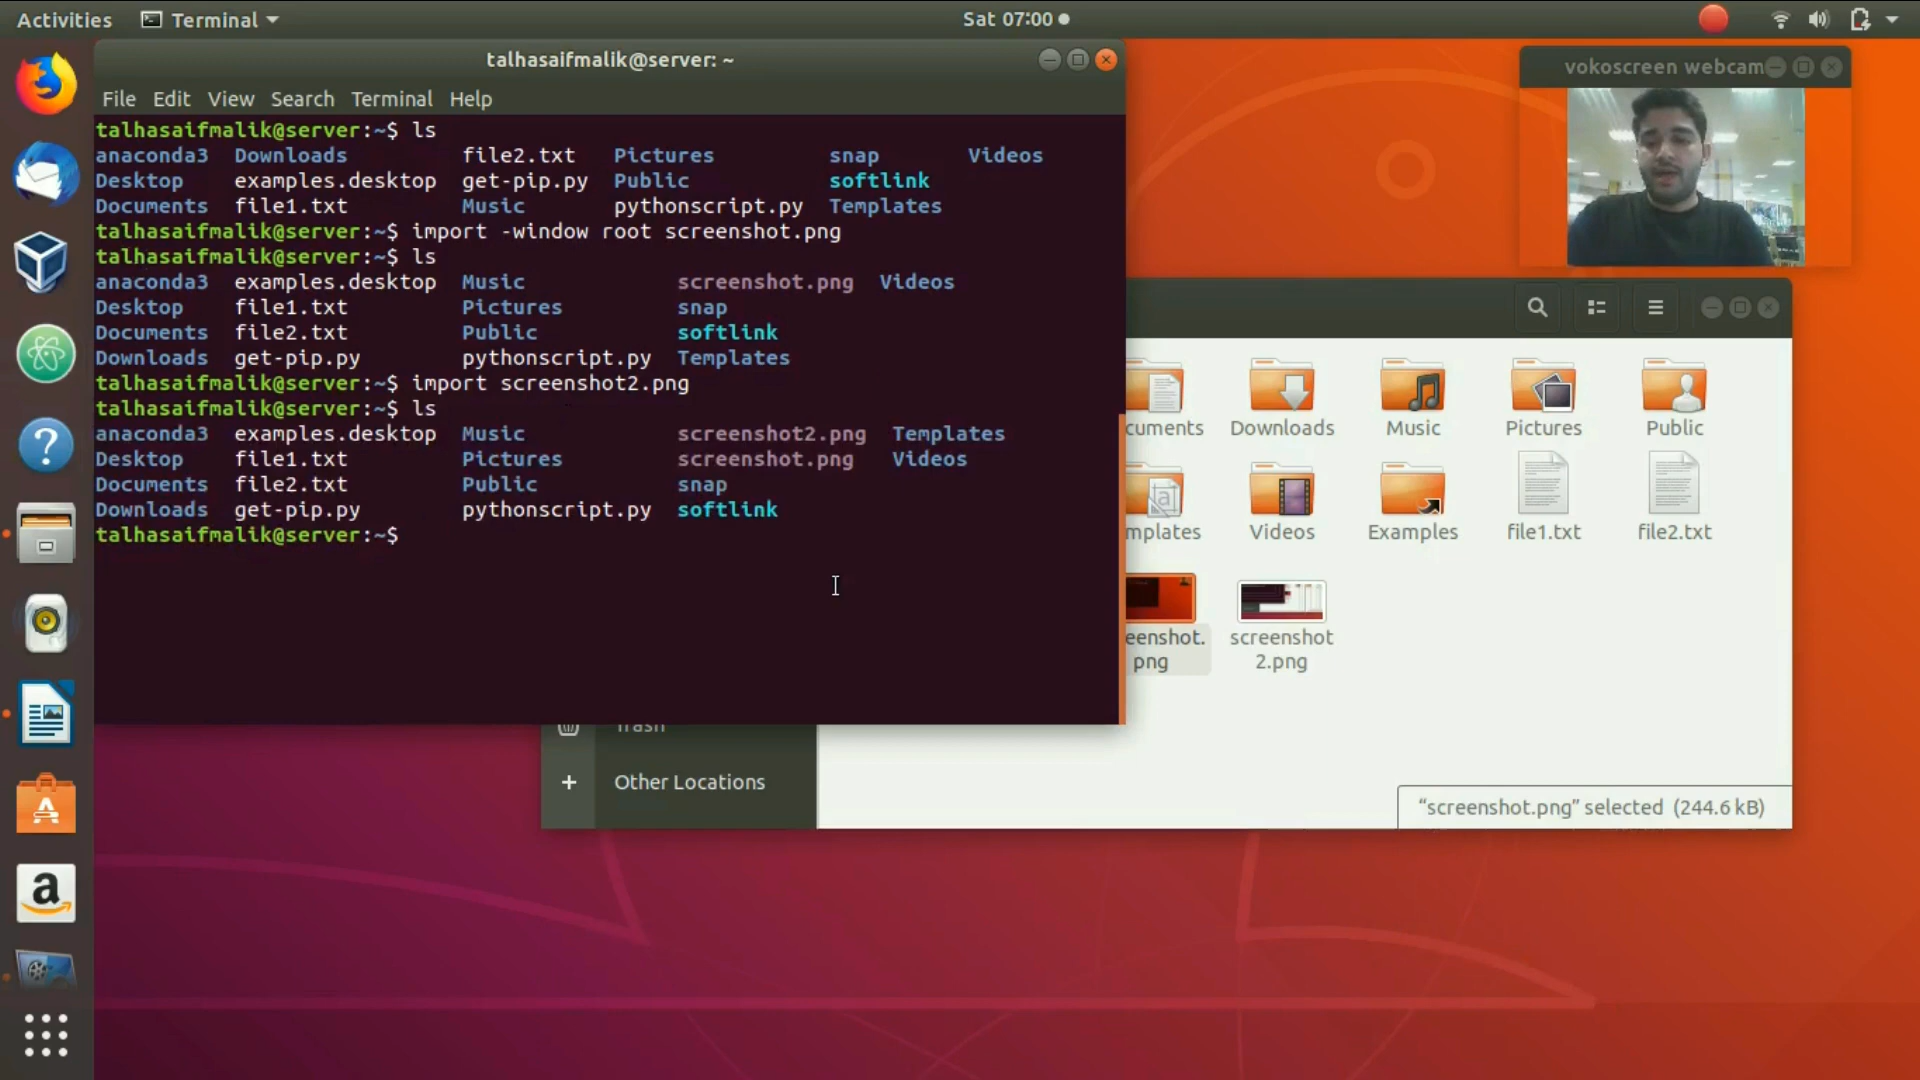 Activities Terminal Sat 07:00
talhasaifmalik@server: ~
File Edit View Search Terminal Help
talhasaifmalik@server:~$ ls
anaconda3 Downloads file2.txt Pictures snap Videos
Desktop examples.desktop get-pip.py Public softlink
Documents file1.txt Music pythonscript.py Templates
talhasaifmalik@server:~$ import -window root screenshot.png
talhasaifmalik@server:~$ ls
anaconda3 examples.desktop Music screenshot.png Videos
Desktop file1.txt Pictures snap
Documents file2.txt Public softlink
Downloads get-pip.py pythonscript.py Templates
talhasaifmalik@server:~$ import screenshot2.png
talhasaifmalik@server:~$ ls
anaconda3 examples.desktop Music screenshot2.png Templates
Desktop file1.txt Pictures screenshot.png Videos
Documents file2.txt Public snap
Downloads get-pip.py pythonscript.py softlink
talhasaifmalik@server:~$
vokoscreen webcam
cuments Downloads Music Pictures Public
mplates Videos Examples file1.txt file2.txt
eenshot. screenshot
png 2.png
Trash
+ Other Locations
“screenshot.png” selected (244.6 kB)
a